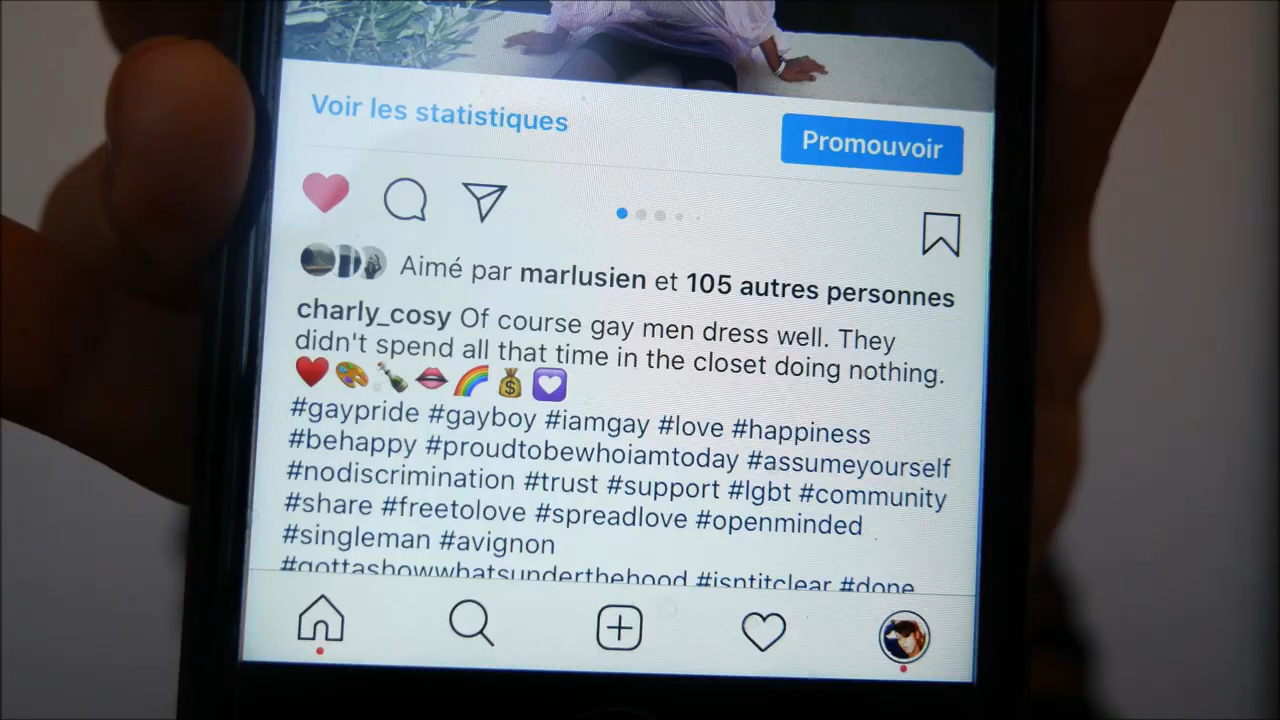 Voir les statistiques
Promouvoir
Aimé par marlusien et 105 autres personnes
charly_cosy Of course gay men dress well. They
didn't spend all that time in the closet doing nothing.
❤️🎨🍾👄🌈💰💟
#gaypride #gayboy #iamgay #love #happiness
#behappy #proudtobewhoiamtoday #assumeyourself
#nodiscrimination #trust #support #lgbt #community
#share #freetolove #spreadlove #openminded
#singleman #avignon
#gottashowwhatsunderthehood #isntitclear #done